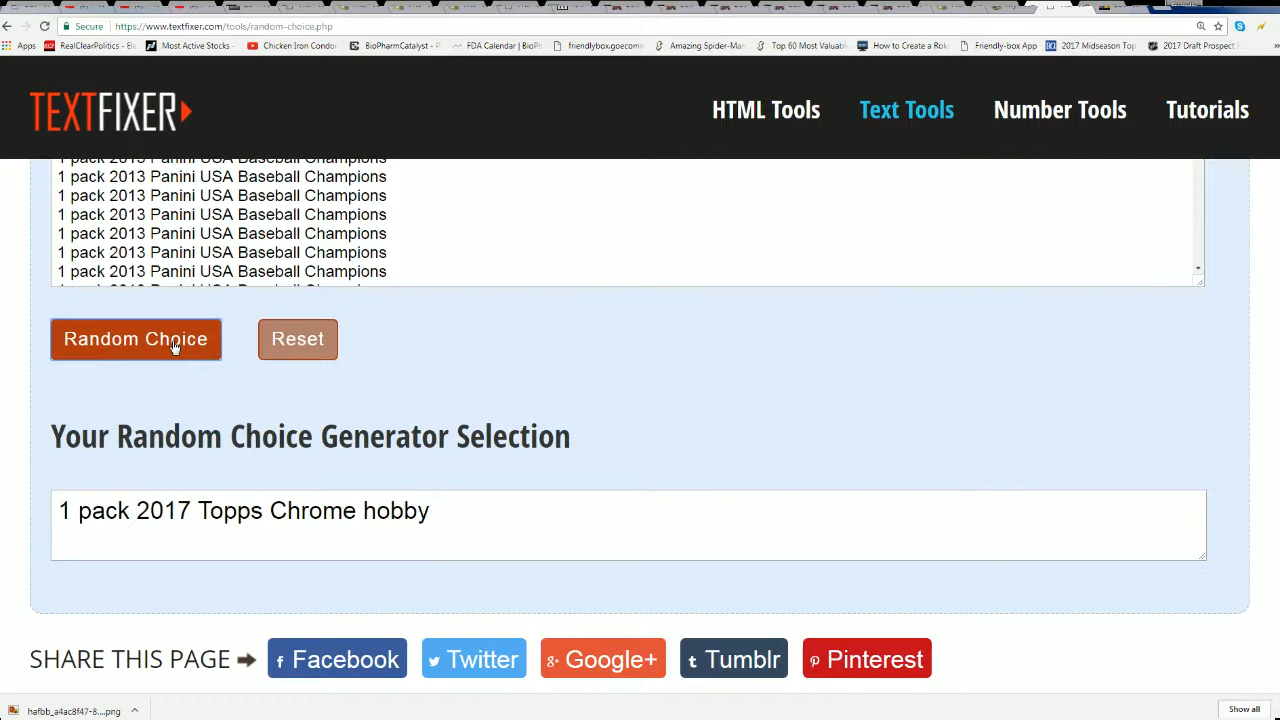 Secure https://www.textfixer.com/tools/random-choice.php
Apps RealClearPolitics - Ele Most Active Stocks - Chicken Iron Condor BioPharmCatalyst - P FDA Calendar | BioPh friendlybox.goecomm Amazing Spider-Man Top 60 Most Valuable How to Create a Rok Friendly-box App 2017 Midseason Top 2017 Draft Prospect
TEXTFIXER HTML Tools Text Tools Number Tools Tutorials
1 pack 2013 Panini USA Baseball Champions
1 pack 2013 Panini USA Baseball Champions
1 pack 2013 Panini USA Baseball Champions
1 pack 2013 Panini USA Baseball Champions
1 pack 2013 Panini USA Baseball Champions
1 pack 2013 Panini USA Baseball Champions
1 pack 2013 Panini USA Baseball Champions
Random Choice Reset
Your Random Choice Generator Selection
1 pack 2017 Topps Chrome hobby
SHARE THIS PAGE Facebook Twitter Google+ Tumblr Pinterest
hafbb_a4ac8f47-8....png Show all